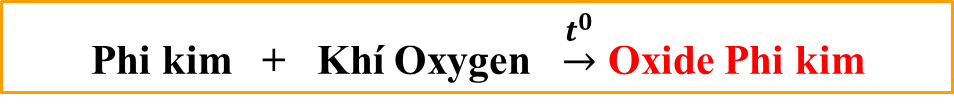 Phi kim + Khí Oxygen →^{t⁰} Oxide Phi kim